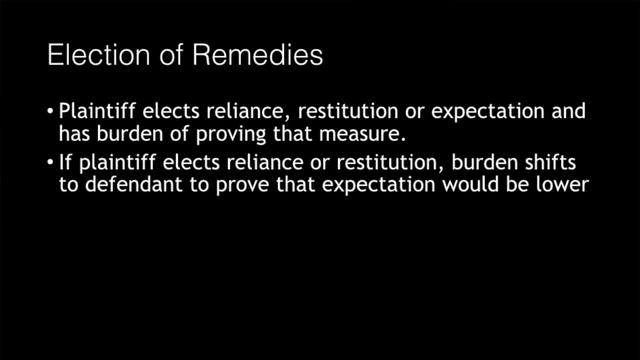 Election of Remedies
• Plaintiff elects reliance, restitution or expectation and
has burden of proving that measure.
• If plaintiff elects reliance or restitution, burden shifts
to defendant to prove that expectation would be lower